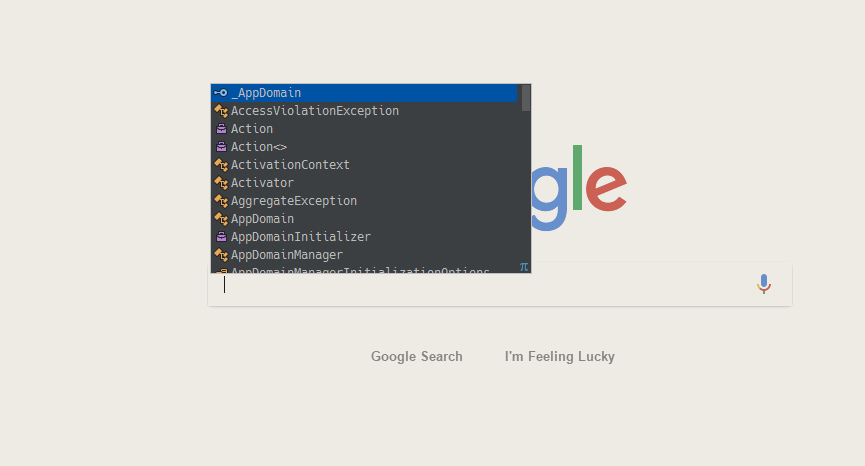 _AppDomain
AccessViolationException
Action
Action<>
ActivationContext
Activator
AggregateException
AppDomain
AppDomainInitializer
AppDomainManager
AppDomainManagerInitializationOptions
π
gle
Google Search
I'm Feeling Lucky